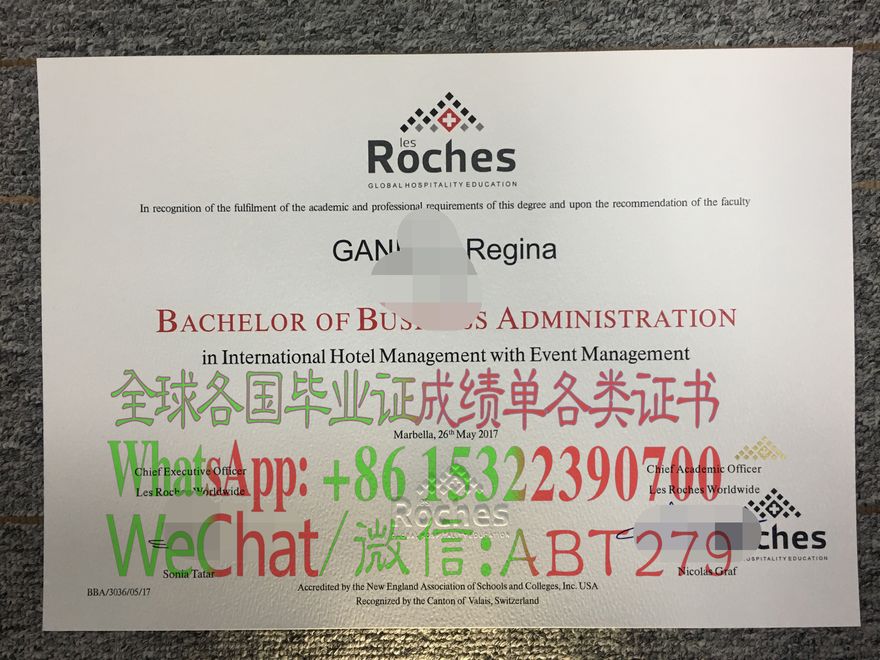 les
Roches
GLOBAL HOSPITALITY EDUCATION
In recognition of the fulfilment of the academic and professional requirements of this degree and upon the recommendation of the faculty
Regina
BACHELOR OF ADMINISTRATION
in International Hotel Management with Event Management
全球各国毕业证成绩单各类证书
Marbella, 26th May 2017
WhatsApp: +86 15322390700
Chief Executive Officer
Les Roches Worldwide
Chief Academic Officer
Les Roches Worldwide
Roches
WeChat/微信:ABT279
Sonia Tatar
Nicolas Graf
BBA/3036/05/17
Accredited by the New England Association of Schools and Colleges, Inc. USA
Recognized by the Canton of Valais, Switzerland